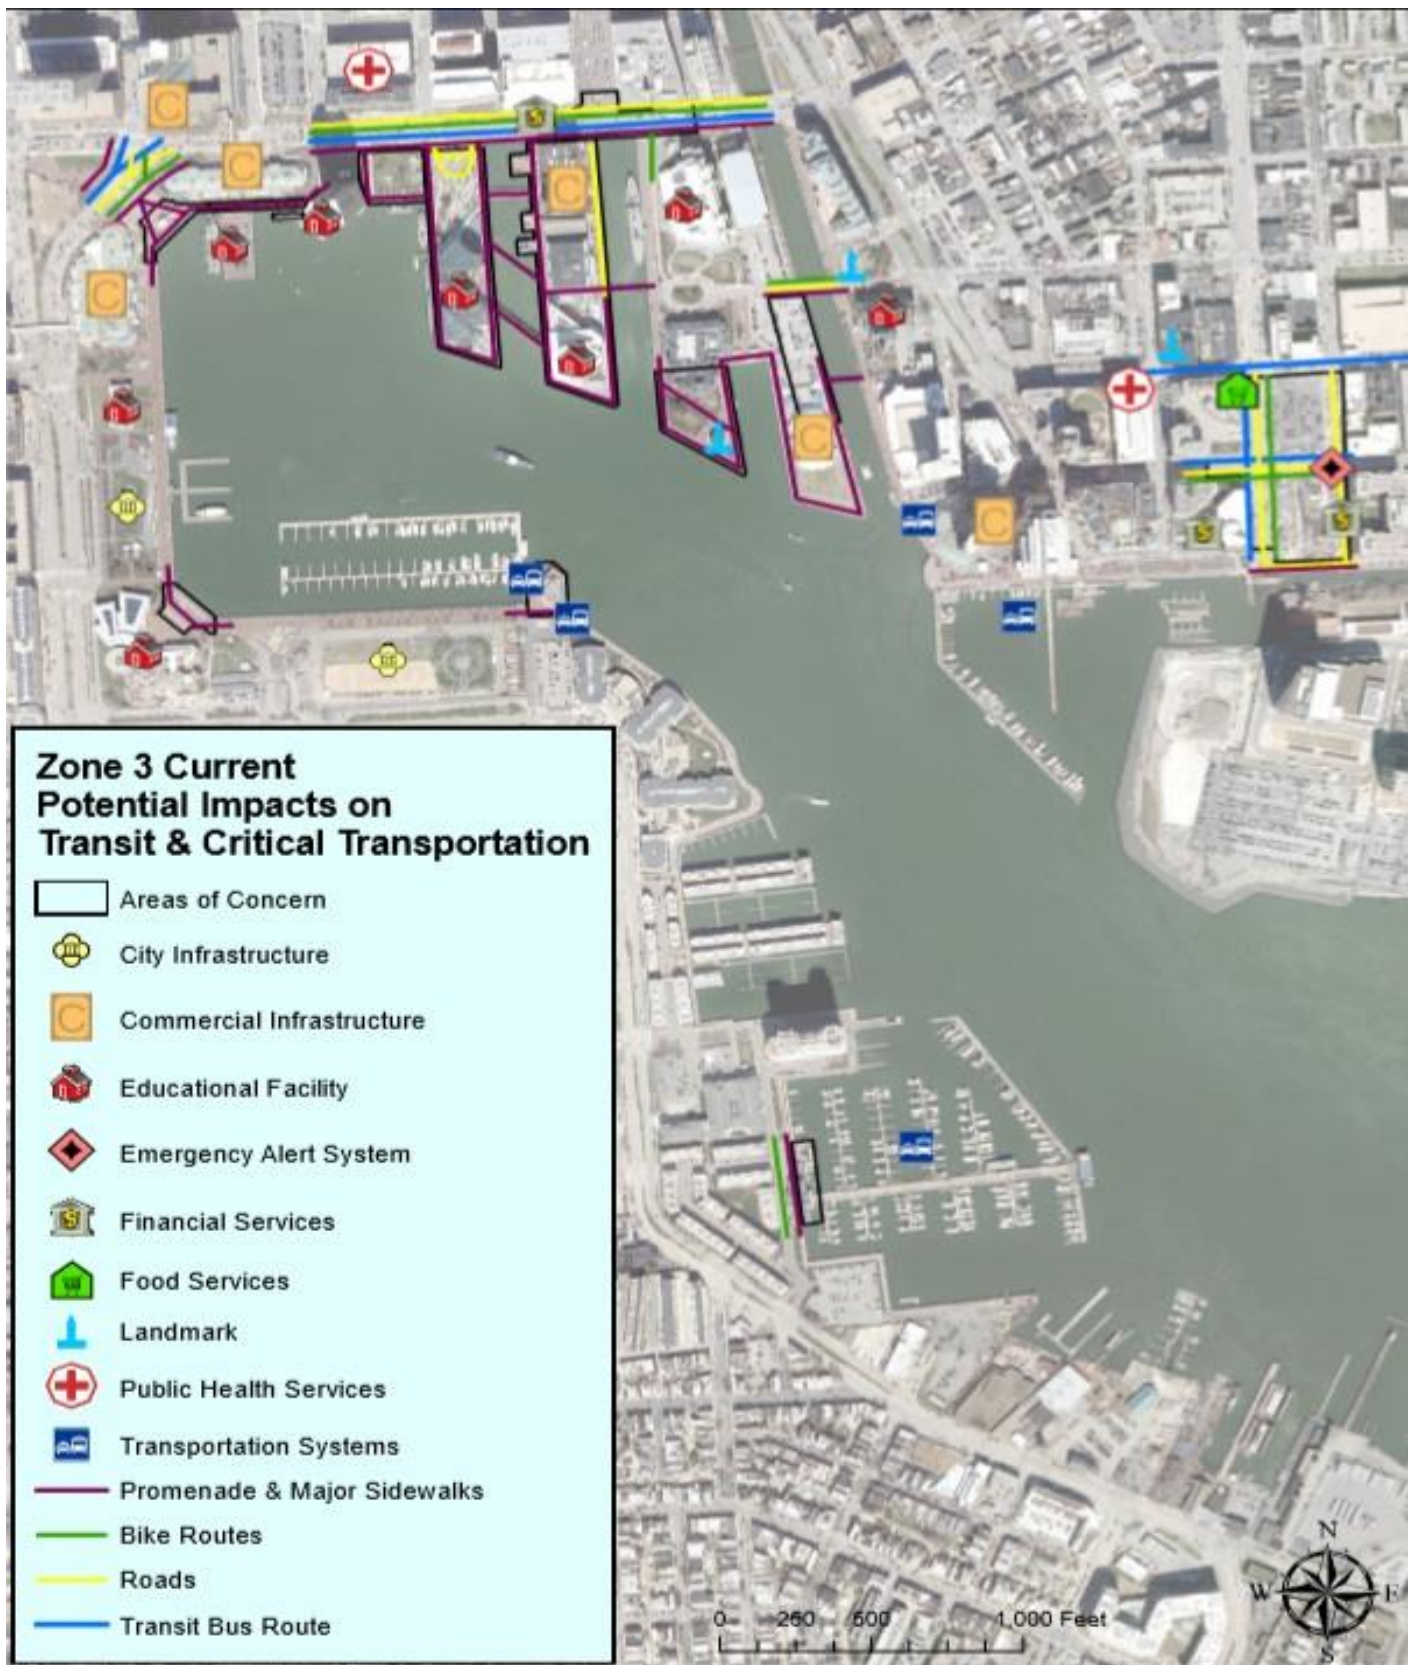 Zone 3 Current
Potential Impacts on
Transit & Critical Transportation
Areas of Concern
City Infrastructure
C Commercial Infrastructure
Educational Facility
Emergency Alert System
$ Financial Services
Food Services
Landmark
Public Health Services
Transportation Systems
Promenade & Major Sidewalks
Bike Routes
Roads
Transit Bus Route
0 250 500 1,000 Feet
N
W E
S
C
C
C
C
C
C